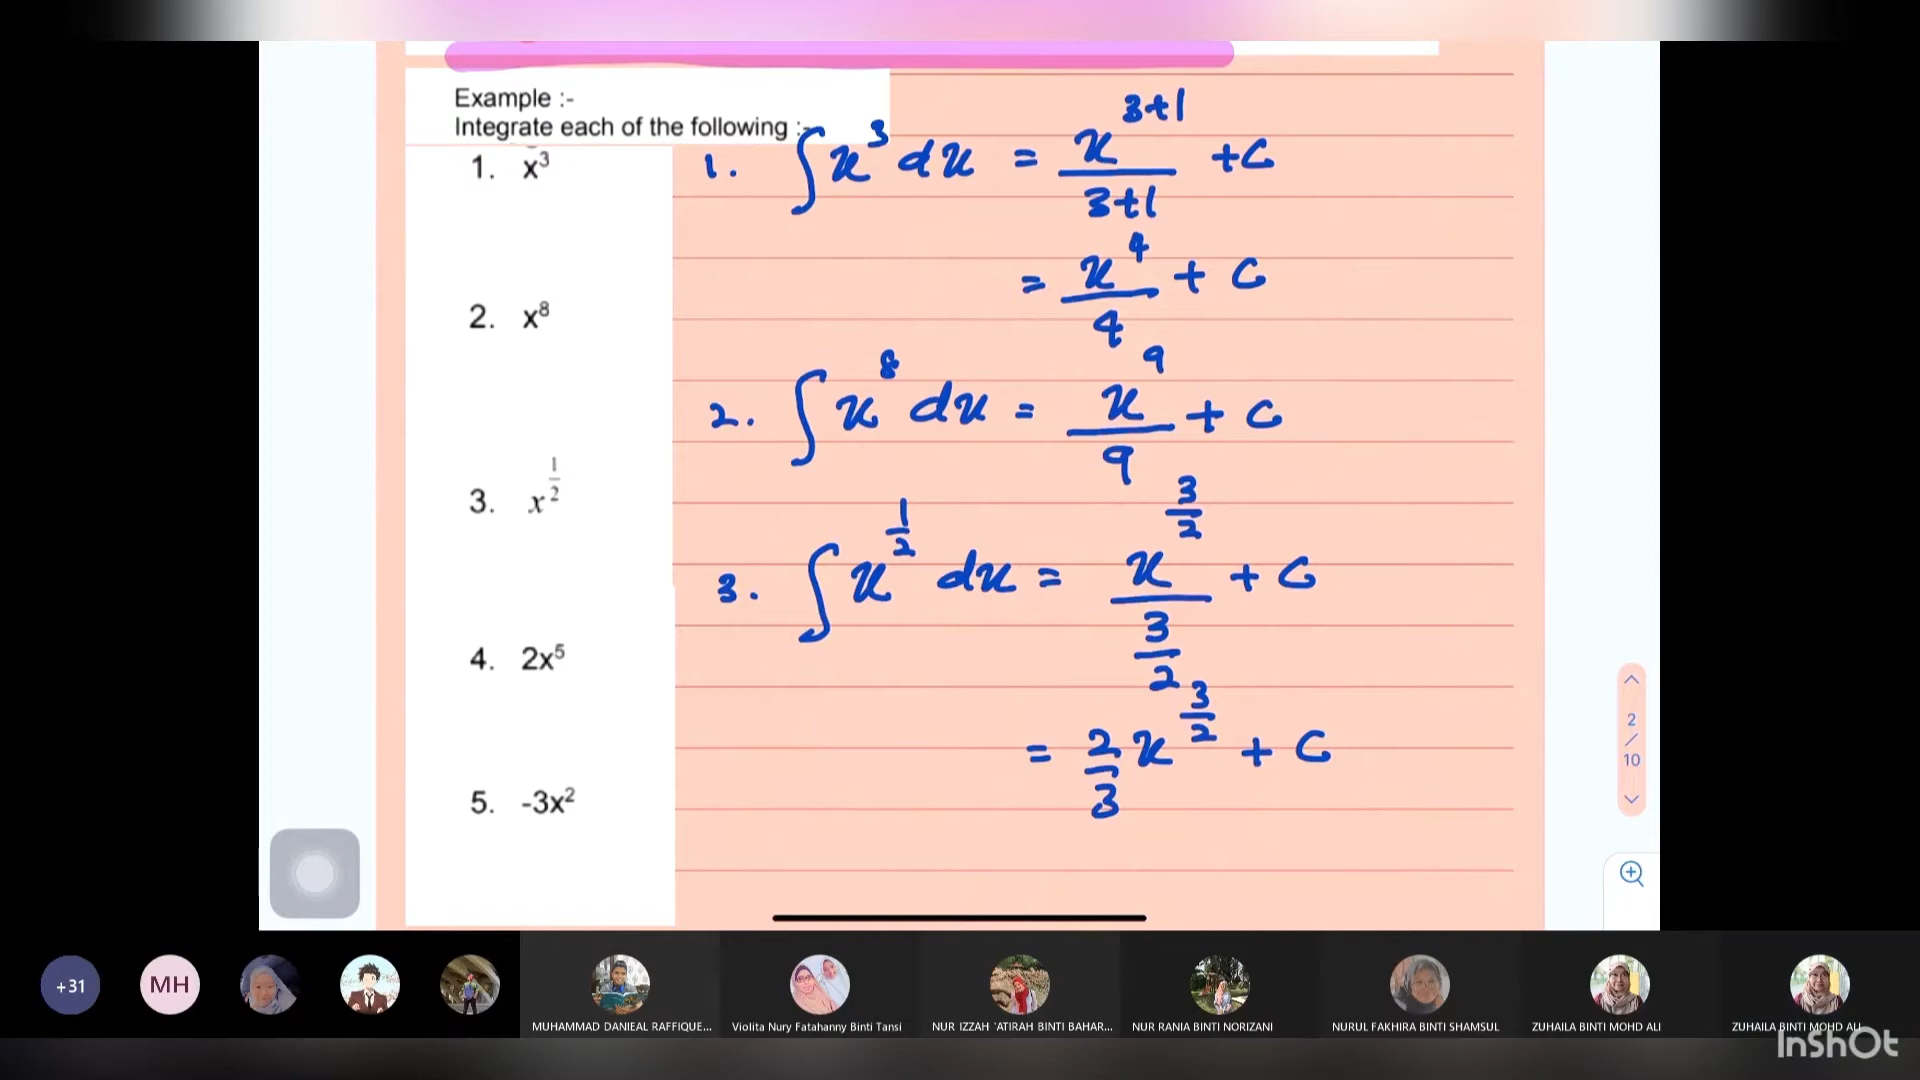 Example :-
Integrate each of the following :-
1. x³
1. ∫ x³ dx = x³⁺¹ / 3+1 + c
= x⁴ / 4 + c
2. x⁸
2. ∫ x⁸ dx = x⁹ / 9 + c
3. x^(1/2)
3. ∫ x^(1/2) dx = x^(3/2) / (3/2) + c
4. 2x⁵
= 2/3 x^(3/2) + c
5. -3x²
2
/
10
+31
MH
MUHAMMAD DANIEAL RAFFIQUE...
Violita Nury Fatahanny Binti Tansi
NUR IZZAH `ATIRAH BINTI BAHAR...
NUR RANIA BINTI NORIZANI
NURUL FAKHIRA BINTI SHAMSUL
ZUHAILA BINTI MOHD ALI
ZUHAILA BINTI MOHD ALI
InShOt